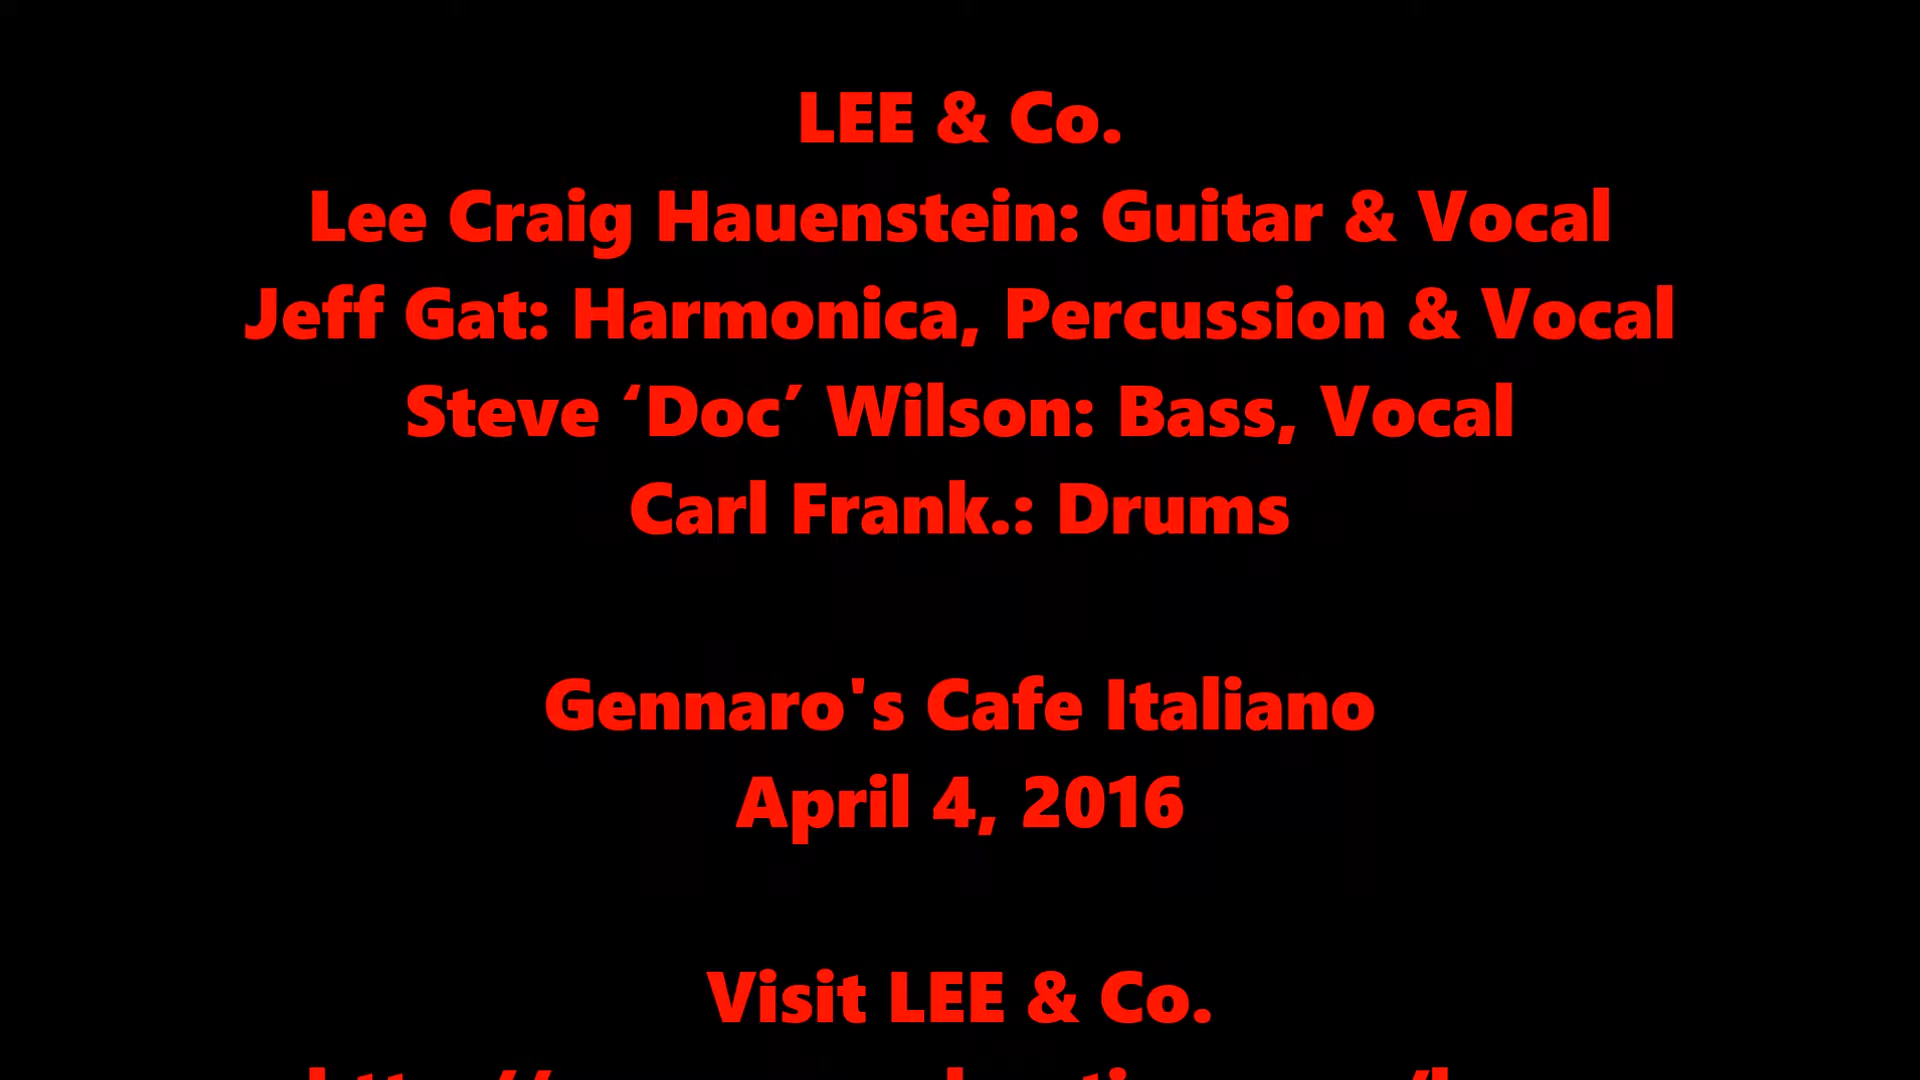 LEE & Co.
Lee Craig Hauenstein: Guitar & Vocal
Jeff Gat: Harmonica, Percussion & Vocal
Steve ‘Doc’ Wilson: Bass, Vocal
Carl Frank.: Drums
Gennaro's Cafe Italiano
April 4, 2016
Visit LEE & Co.